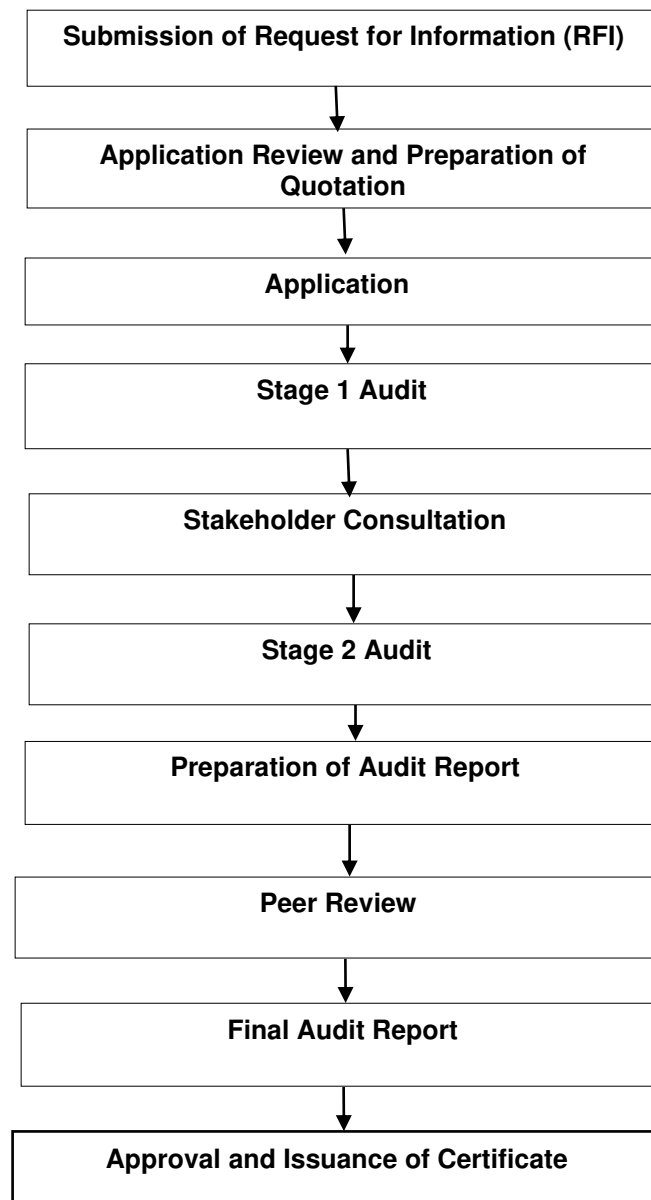 Submission of Request for Information (RFI)
Application Review and Preparation of
Quotation
Application
Stage 1 Audit
Stakeholder Consultation
Stage 2 Audit
Preparation of Audit Report
Peer Review
Final Audit Report
Approval and Issuance of Certificate